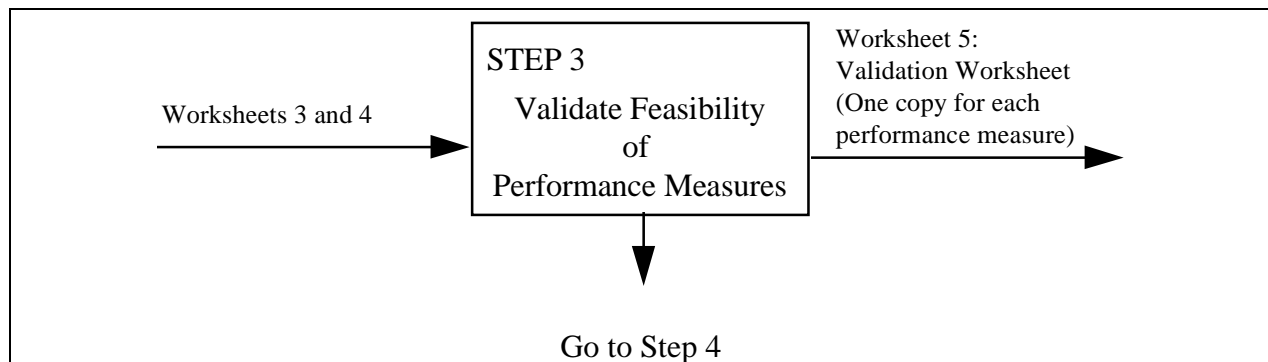 Worksheets 3 and 4
STEP 3
Validate Feasibility
of
Performance Measures
Worksheet 5:
Validation Worksheet
(One copy for each
performance measure)
Go to Step 4